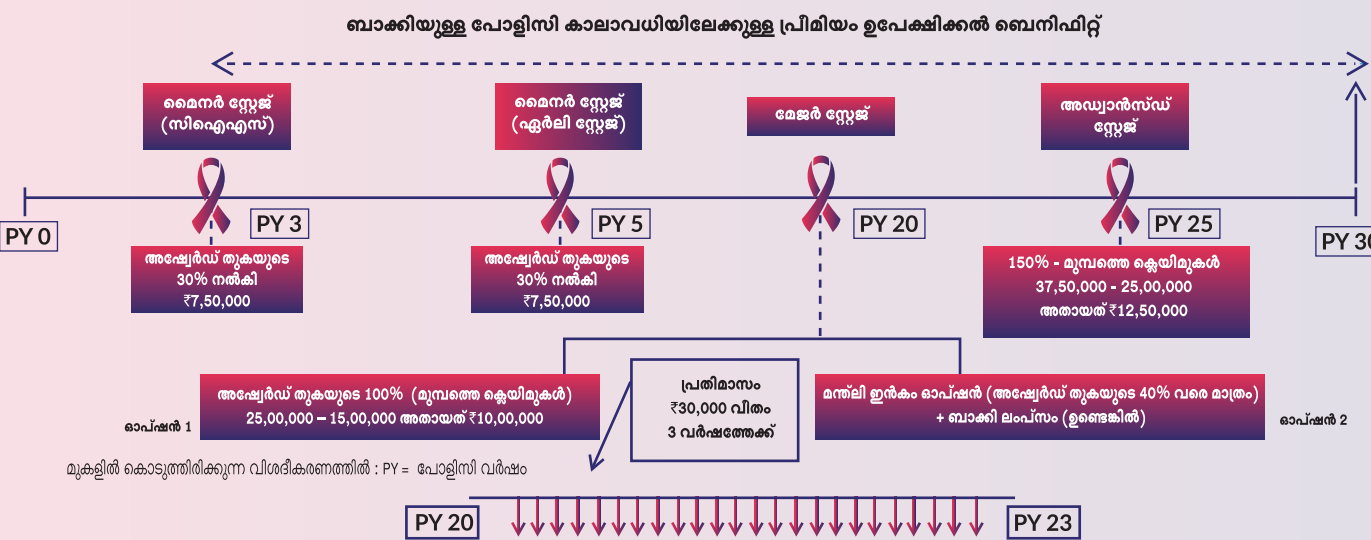 ബാക്കിയുള്ള പോളിസി കാലാവധിയിലേക്കുള്ള പ്രീമിയം ഉപേക്ഷിക്കൽ ബെനിഫിറ്റ്
മൈനർ സ്റ്റേജ്
(സിഐഎസ്)
മൈനർ സ്റ്റേജ്
(ഏർലി സ്റ്റേജ്)
മേജർ സ്റ്റേജ്
അഡ്വാൻസ്ഡ്
സ്റ്റേജ്
PY 0
PY 3
PY 5
PY 20
PY 25
PY 30
അഷ്വേർഡ് തുകയുടെ
30% നൽകി
₹7,50,000
അഷ്വേർഡ് തുകയുടെ
30% നൽകി
₹7,50,000
150% - മുമ്പത്തെ ക്ലെയിമുകൾ
37,50,000 - 25,00,000
അതായത് ₹12,50,000
ഓപ്ഷൻ 1
അഷ്വേർഡ് തുകയുടെ 100% (മുമ്പത്തെ ക്ലെയിമുകൾ)
25,00,000 – 15,00,000 അതായത് ₹10,00,000
പ്രതിമാസം
₹30,000 വീതം
3 വർഷത്തേക്ക്
മന്ത്‌ലി ഇൻകം ഓപ്ഷൻ (അഷ്വേർഡ് തുകയുടെ 40% വരെ മാത്രം)
+ ബാക്കി ലംപ്സം (ഉണ്ടെങ്കിൽ)
ഓപ്ഷൻ 2
മുകളിൽ കൊടുത്തിരിക്കുന്ന വിശദീകരണത്തിൽ : PY = പോളിസി വർഷം
PY 20
PY 23